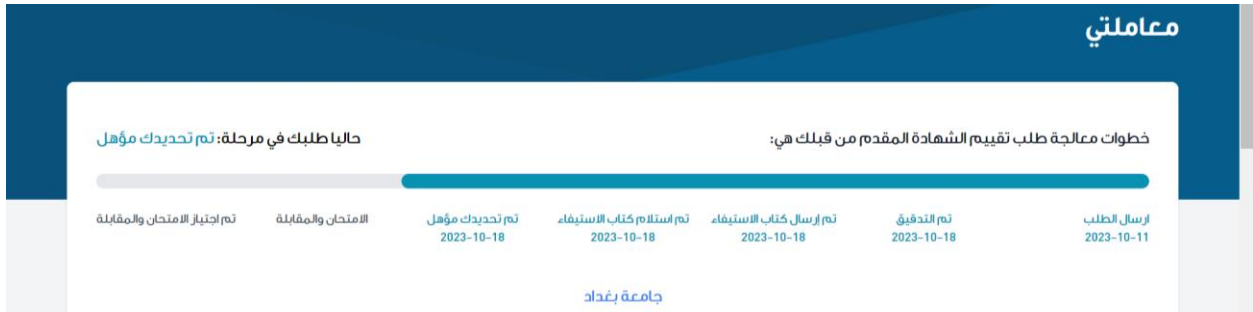 معاملتي
خطوات معالجة طلب تقييم الشهادة المقدم من قبلك هي:
حاليا طلبك في مرحلة: تم تحديدك مؤهل
ارسال الطلب
2023-10-11
تم التدقيق
2023-10-18
تم إرسال كتاب الاستيفاء
2023-10-18
تم استلام كتاب الاستيفاء
2023-10-18
تم تحديدك مؤهل
2023-10-18
الامتحان والمقابلة
تم اجتياز الامتحان والمقابلة
جامعة بغداد